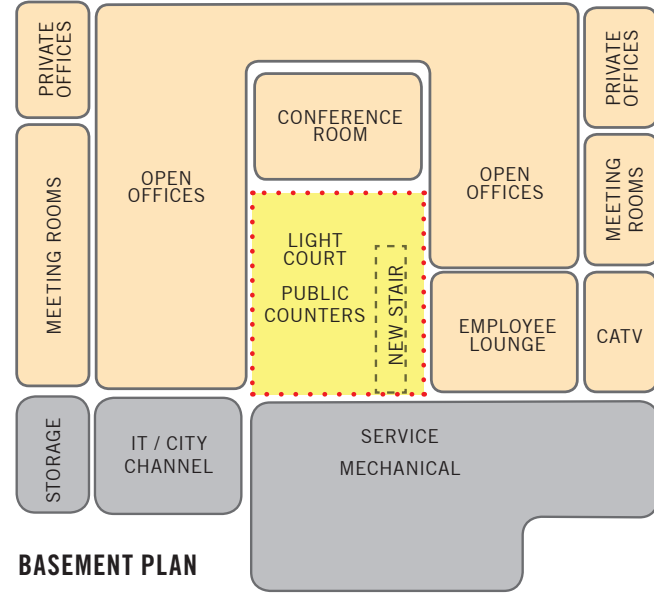 PRIVATE
OFFICES
PRIVATE
OFFICES
CONFERENCE
ROOM
OPEN
OFFICES
OPEN
OFFICES
MEETING ROOMS
MEETING
ROOMS
LIGHT
COURT
PUBLIC
COUNTERS
NEW STAIR
EMPLOYEE
LOUNGE
CATV
STORAGE
IT / CITY
CHANNEL
SERVICE
MECHANICAL
BASEMENT PLAN